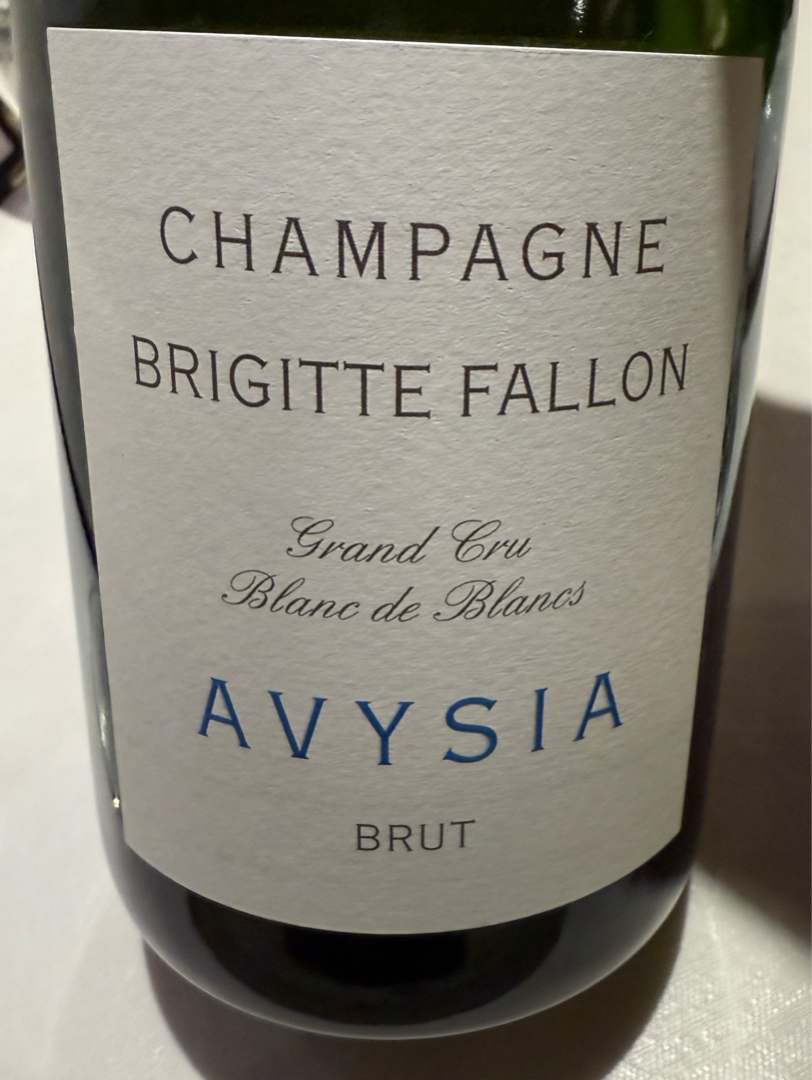 CHAMPAGNE
BRIGITTE FALLON
Grand Cru
Blanc de Blancs
AVYSIA
BRUT